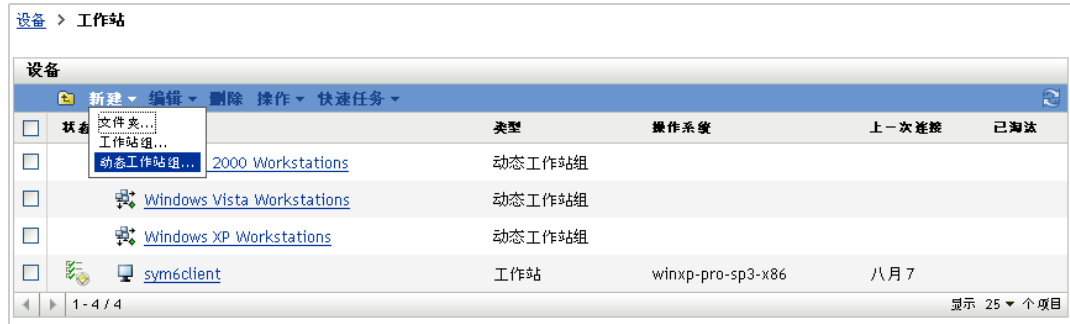 设备 > 工作站
设备
新建 编辑 删除 操作 快速任务
状态 类型 操作系统 上一次连接 已淘汰
文件夹...
工作站组...
动态工作站组...
2000 Workstations 动态工作站组
Windows Vista Workstations 动态工作站组
Windows XP Workstations 动态工作站组
sym6client 工作站 winxp-pro-sp3-x86 八月 7
1 - 4 / 4 显示 25 个项目